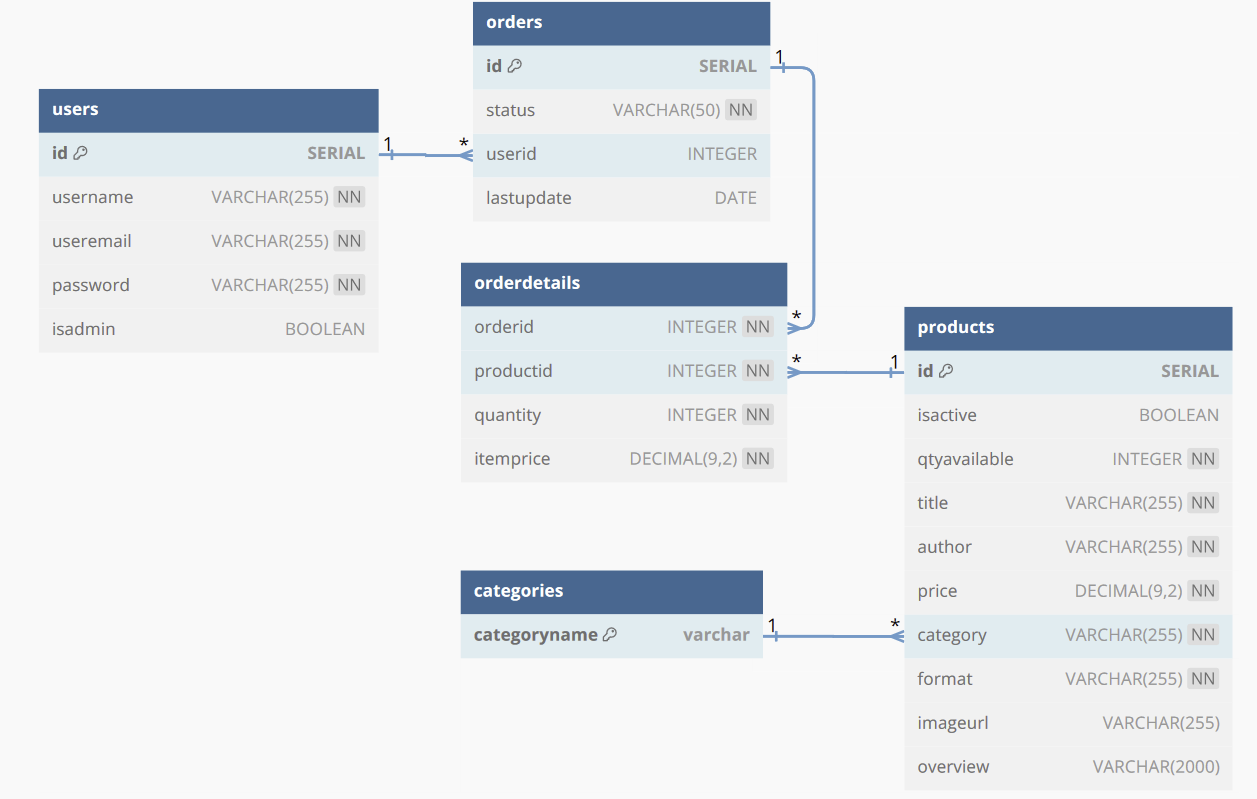 users
id SERIAL
username VARCHAR(255) NN
useremail VARCHAR(255) NN
password VARCHAR(255) NN
isadmin BOOLEAN
1 *
orders
id SERIAL
status VARCHAR(50) NN
userid INTEGER
lastupdate DATE
1
*
orderdetails
orderid INTEGER NN
productid INTEGER NN
quantity INTEGER NN
itemprice DECIMAL(9,2) NN
* 1
categories
categoryname varchar
1 *
products
id SERIAL
isactive BOOLEAN
qtyavailable INTEGER NN
title VARCHAR(255) NN
author VARCHAR(255) NN
price DECIMAL(9,2) NN
category VARCHAR(255) NN
format VARCHAR(255) NN
imageurl VARCHAR(255)
overview VARCHAR(2000)